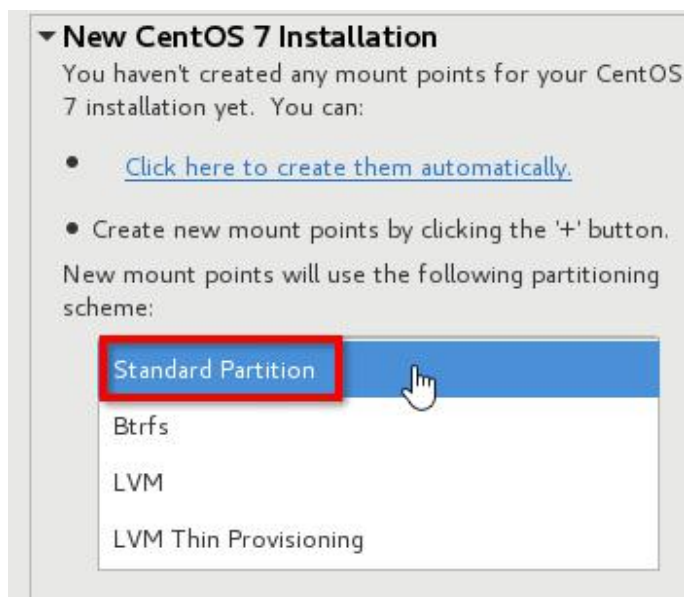 New CentOS 7 Installation
You haven't created any mount points for your CentOS
7 installation yet. You can:
Click here to create them automatically.
Create new mount points by clicking the '+' button.
New mount points will use the following partitioning
scheme:
Standard Partition
Btrfs
LVM
LVM Thin Provisioning